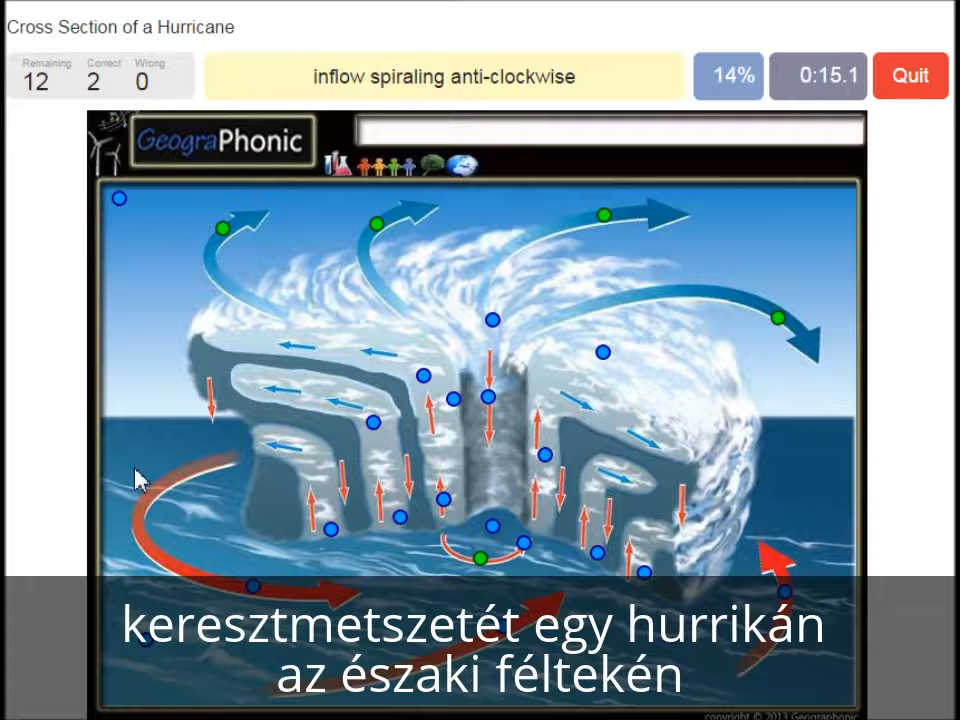 Cross Section of a Hurricane
Remaining Correct Wrong
12 2 0
inflow spiraling anti-clockwise
14%
0:15.1
Quit
GeograPhonic
keresztmetszetét egy hurrikán
az északi féltekén
copyright © 2013 Geographonic